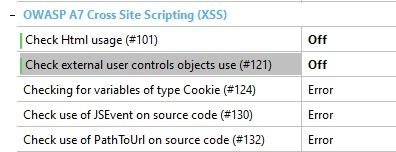 OWASP A7 Cross Site Scripting (XSS)
Check Html usage (#101) Off
Check external user controls objects use (#121) Off
Checking for variables of type Cookie (#124) Error
Check use of JSEvent on source code (#130) Error
Check use of PathToUrl on source code (#132) Error